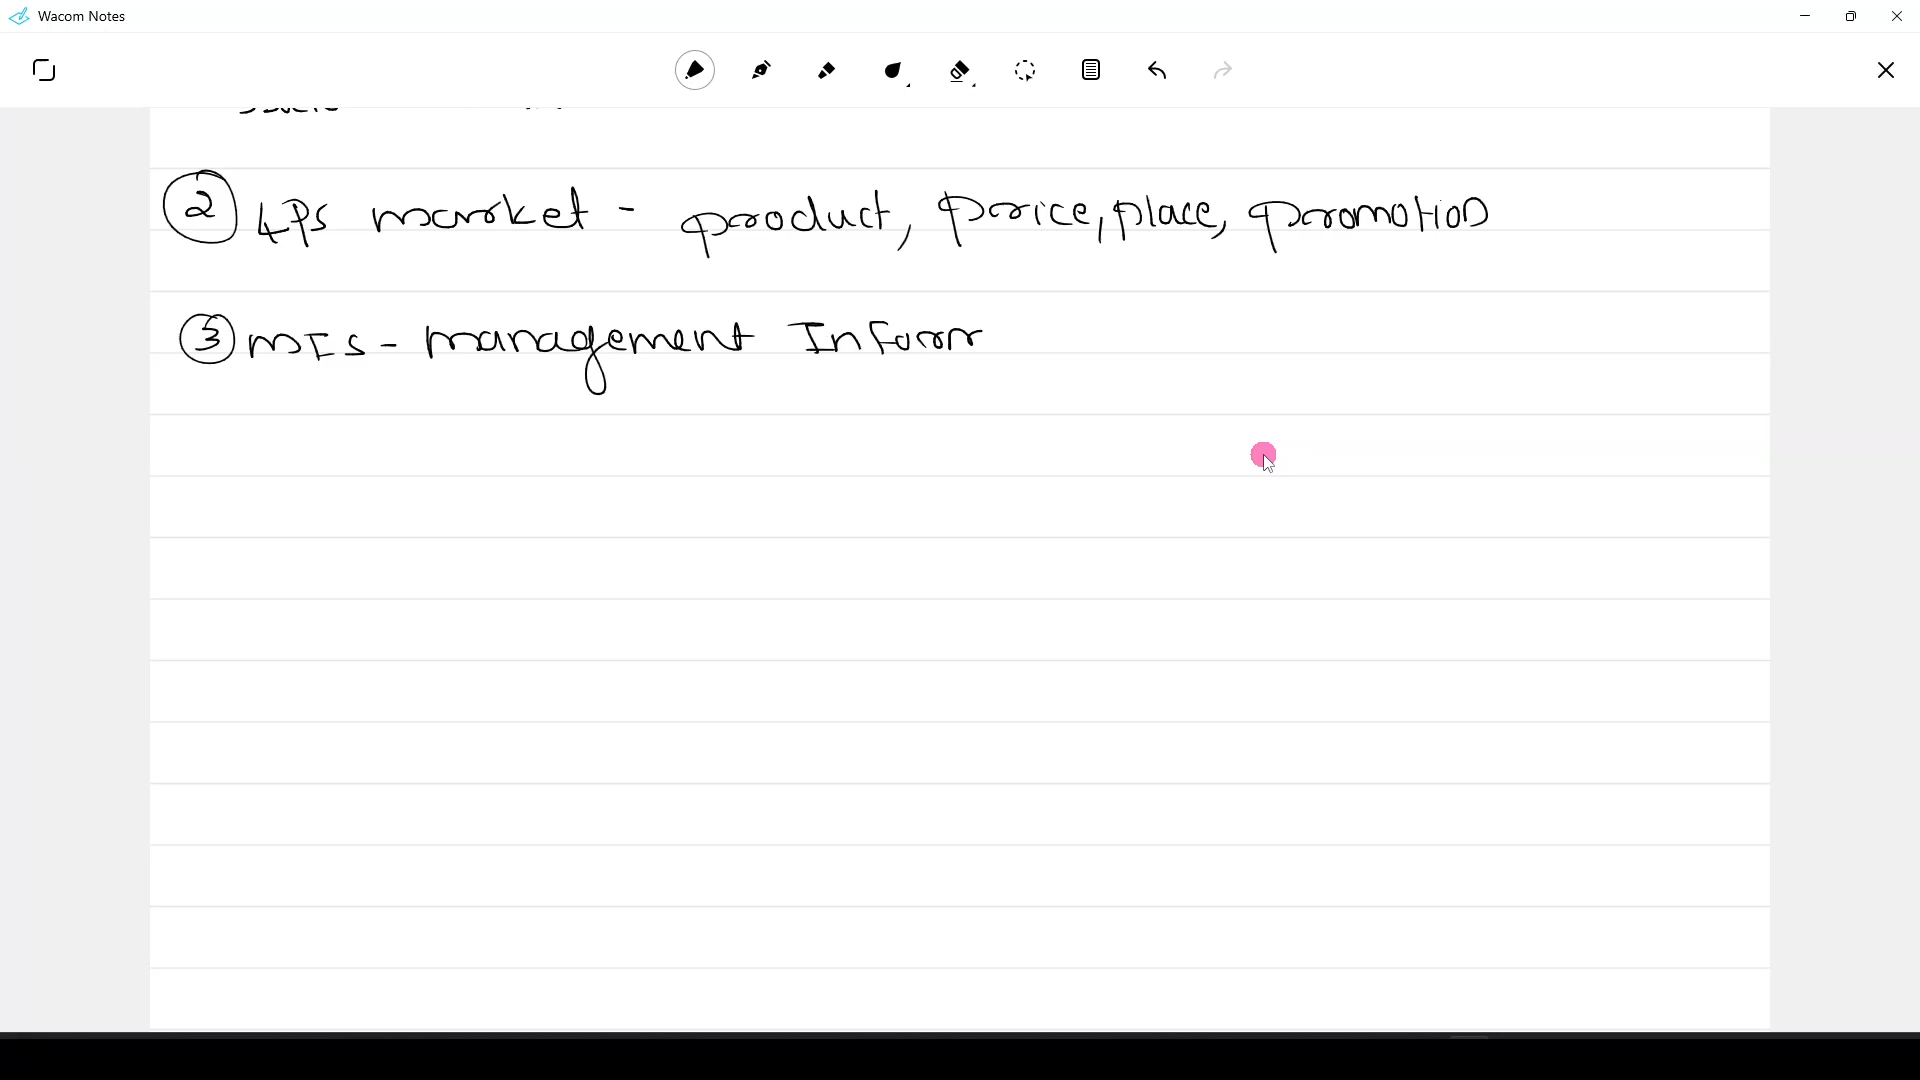 Wacom Notes
② 4Ps market - product, price, place, promotion
③ MIS - management Inform